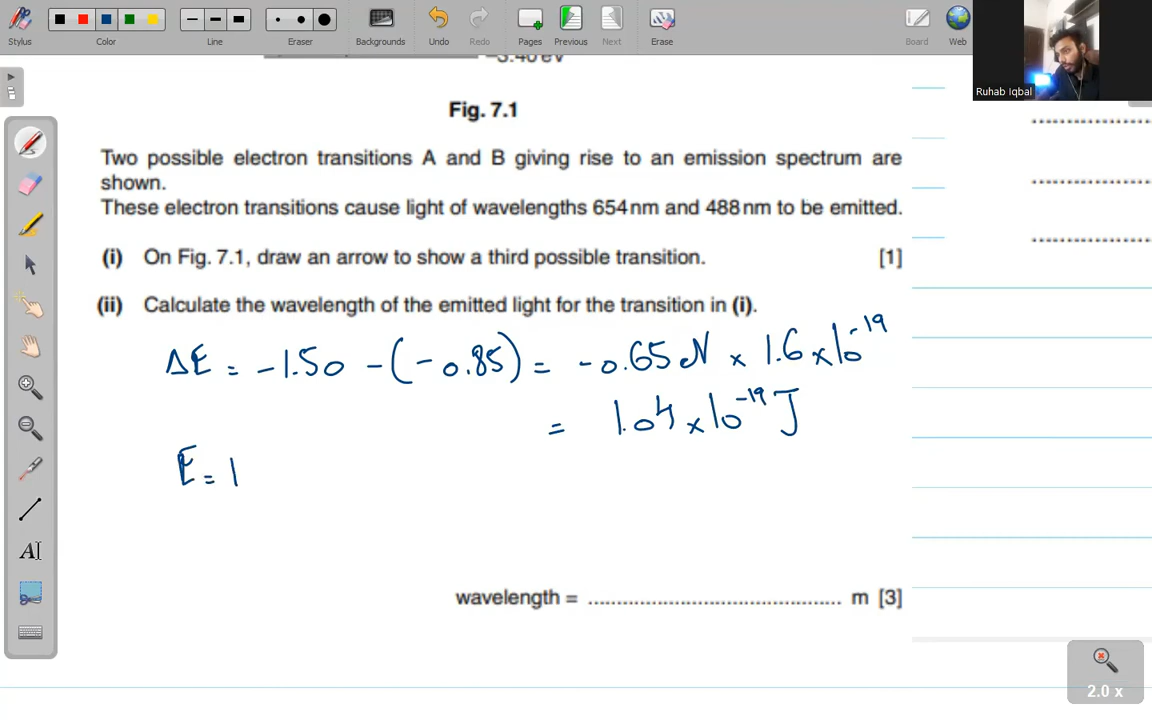 Stylus
Color
Line
Eraser
Backgrounds
Undo
Redo
Pages
Previous
Next
Erase
Board
Web
Ruhab Iqbal
-3.40 eV
Fig. 7.1
Two possible electron transitions A and B giving rise to an emission spectrum are
shown.
These electron transitions cause light of wavelengths 654 nm and 488 nm to be emitted.
(i) On Fig. 7.1, draw an arrow to show a third possible transition. [1]
(ii) Calculate the wavelength of the emitted light for the transition in (i).
ΔE = -1.50 - (-0.85) = -0.65 eV × 1.6 × 10⁻¹⁹
= 1.04 × 10⁻¹⁹ J
E = 1
wavelength = ............................................ m [3]
A
2.0 x